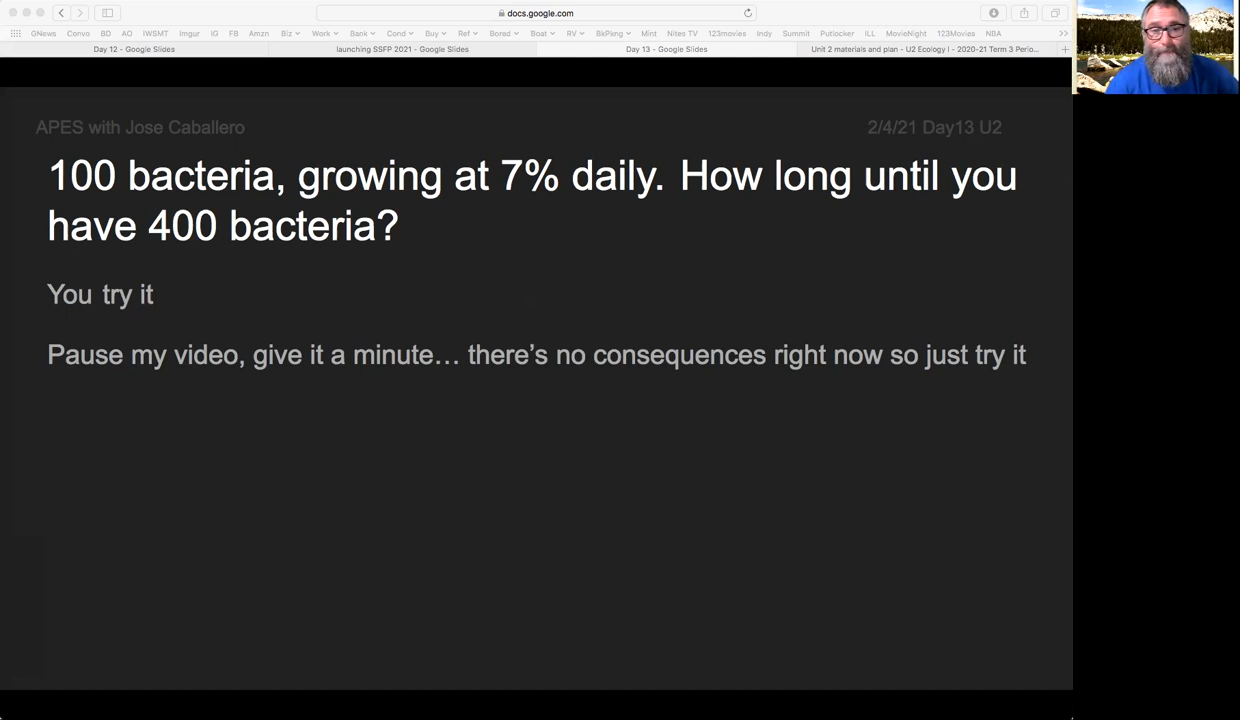 docs.google.com
GNews Convo BD AO IWSMT Imgur IG FB Amzn Biz Work Bank Cond Buy Ref Bored Boat RV BkPkng Mint Nites TV 123movies Indy Summit Putlocker ILL MovieNight 123Movies NBA >>
Day 12 - Google Slides launching SSFP 2021 - Google Slides Day 13 - Google Slides Unit 2 materials and plan - U2 Ecology I - 2020-21 Term 3 Perio... +
APES with Jose Caballero 2/4/21 Day13 U2
100 bacteria, growing at 7% daily. How long until you
have 400 bacteria?
You try it
Pause my video, give it a minute… there’s no consequences right now so just try it